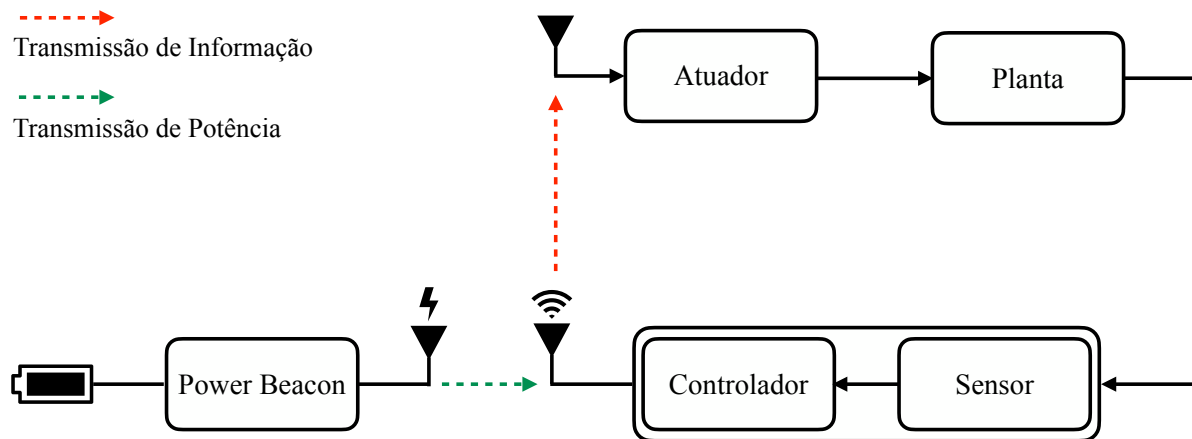 Transmissão de Informação
Transmissão de Potência
Atuador
Planta
Power Beacon
Controlador
Sensor